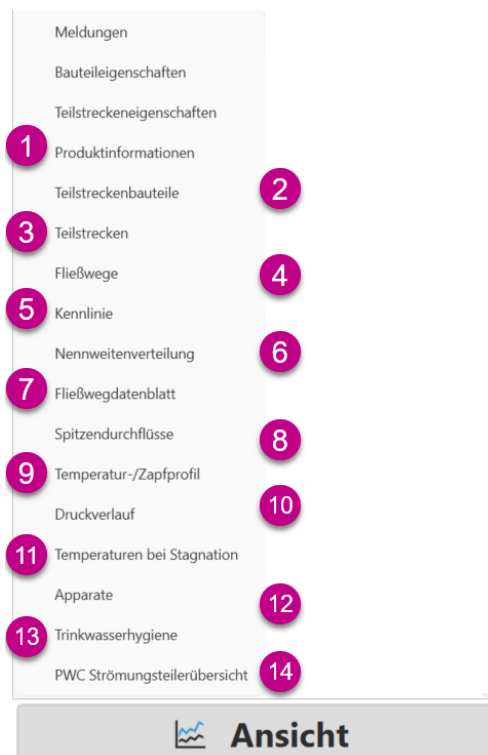 Meldungen
Bauteileigenschaften
Teilstreckeneigenschaften
1 Produktinformationen
Teilstreckenbauteile 2
3 Teilstrecken
Fließwege 4
5 Kennlinie
Nennweitenverteilung 6
7 Fließwegdatenblatt
Spitzendurchflüsse 8
9 Temperatur-/Zapfprofil
Druckverlauf 10
11 Temperaturen bei Stagnation
Apparate 12
13 Trinkwasserhygiene
PWC Strömungsteilerübersicht 14
Ansicht